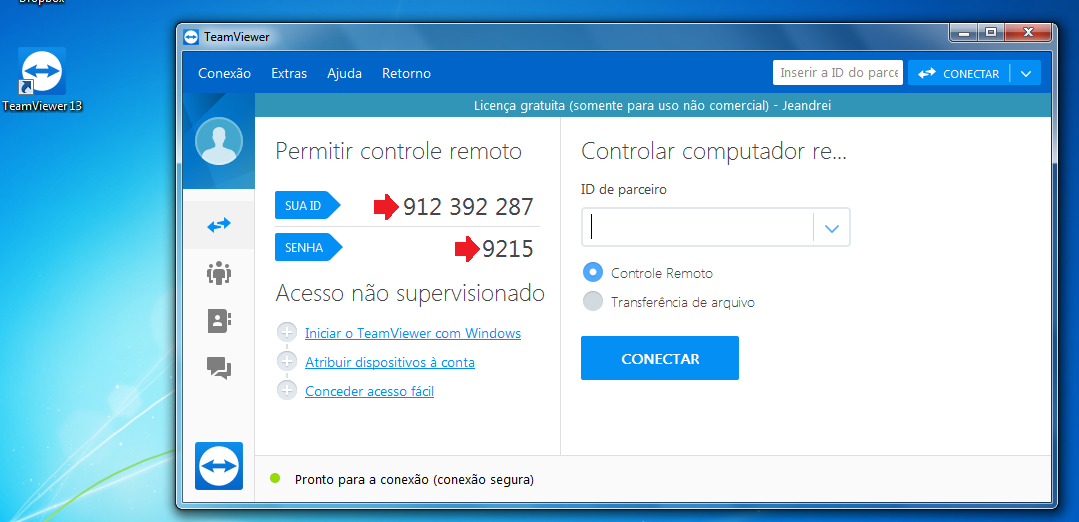 Dropbox
TeamViewer 13
TeamViewer
Conexão Extras Ajuda Retorno
Inserir a ID do parce
CONECTAR
Licença gratuita (somente para uso não comercial) - Jeandrei
Permitir controle remoto
SUA ID 912 392 287
SENHA 9215
Acesso não supervisionado
Iniciar o TeamViewer com Windows
Atribuir dispositivos à conta
Conceder acesso fácil
Controlar computador re...
ID de parceiro
Controle Remoto
Transferência de arquivo
CONECTAR
Pronto para a conexão (conexão segura)